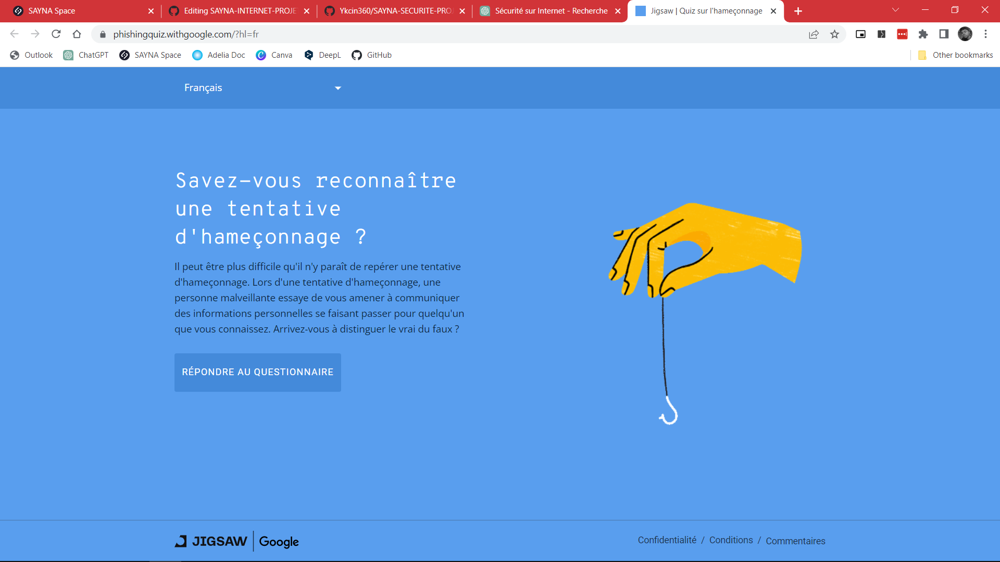 SAYNA Space
Editing SAYNA-INTERNET-PROJE
Ykcin360/SAYNA-SECURITE-PROJ
Sécurité sur Internet - Recherche
Jigsaw | Quiz sur l'hameçonnage
phishingquiz.withgoogle.com/?hl=fr
Outlook
ChatGPT
SAYNA Space
Adelia Doc
Canva
DeepL
GitHub
Other bookmarks
Français
Savez-vous reconnaître
une tentative
d'hameçonnage ?
Il peut être plus difficile qu'il n'y paraît de repérer une tentative
d'hameçonnage. Lors d'une tentative d'hameçonnage, une
personne malveillante essaye de vous amener à communiquer
des informations personnelles se faisant passer pour quelqu'un
que vous connaissez. Arrivez-vous à distinguer le vrai du faux ?
RÉPONDRE AU QUESTIONNAIRE
JIGSAW | Google
Confidentialité / Conditions / Commentaires